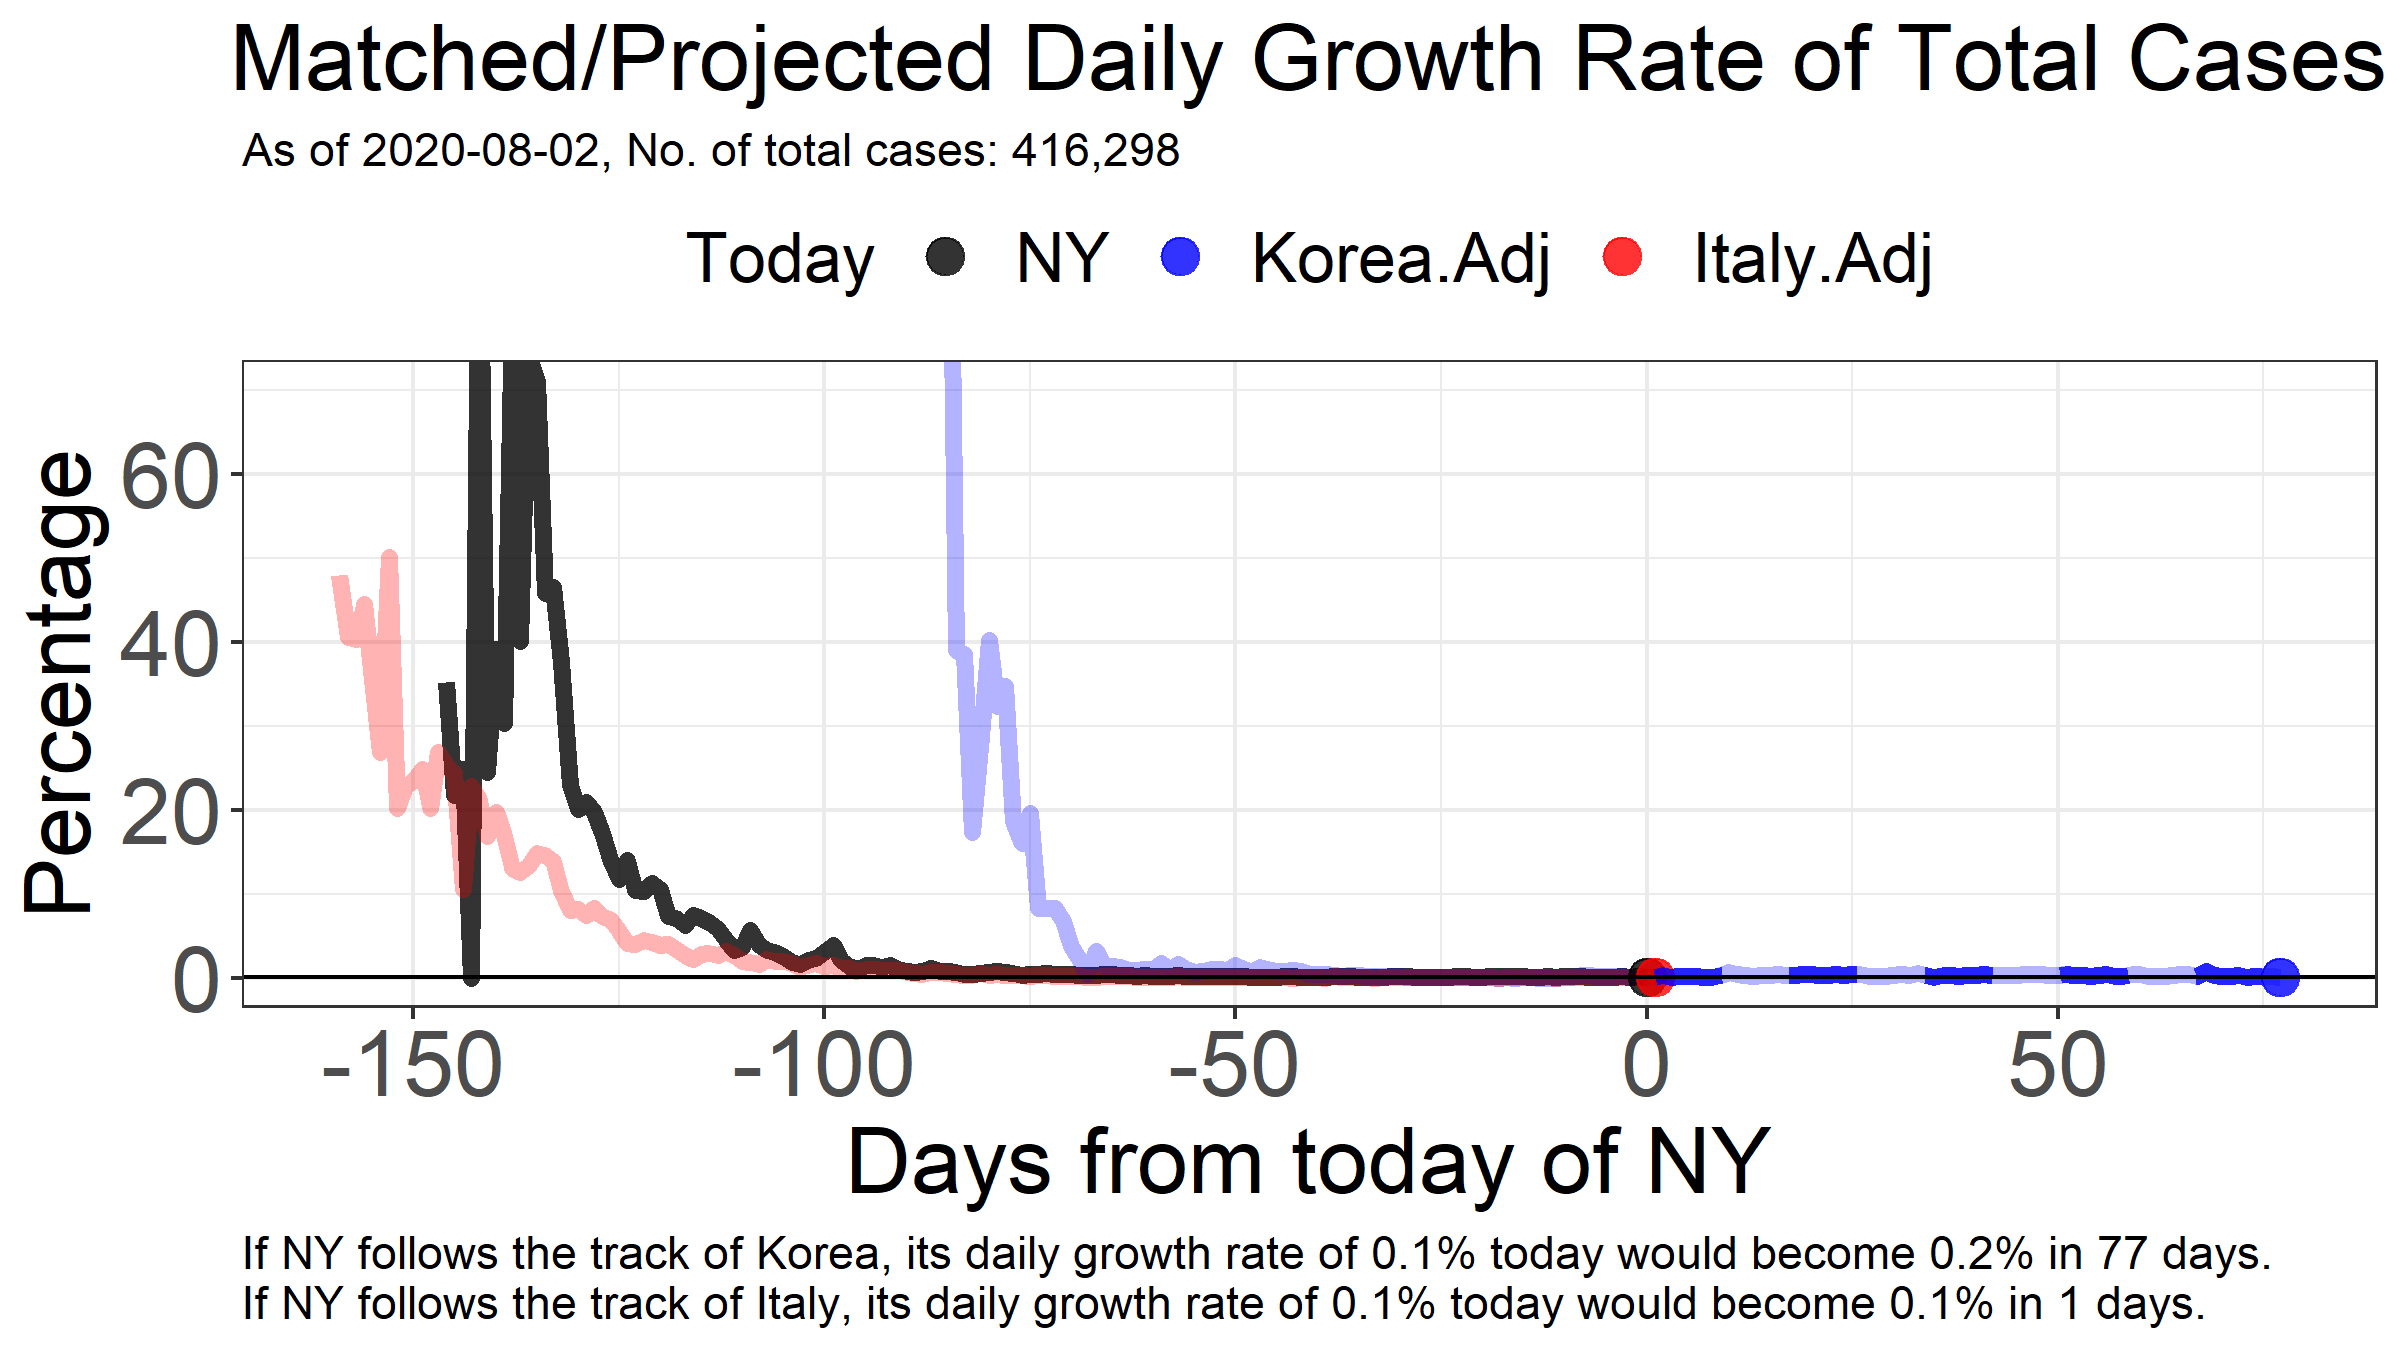 Matched/Projected Daily Growth Rate of Total Cases
As of 2020-08-02, No. of total cases: 416,298
Today NY Korea.Adj Italy.Adj
Percentage
60
40
20
0
-150 -100 -50 0 50
Days from today of NY
If NY follows the track of Korea, its daily growth rate of 0.1% today would become 0.2% in 77 days.
If NY follows the track of Italy, its daily growth rate of 0.1% today would become 0.1% in 1 days.